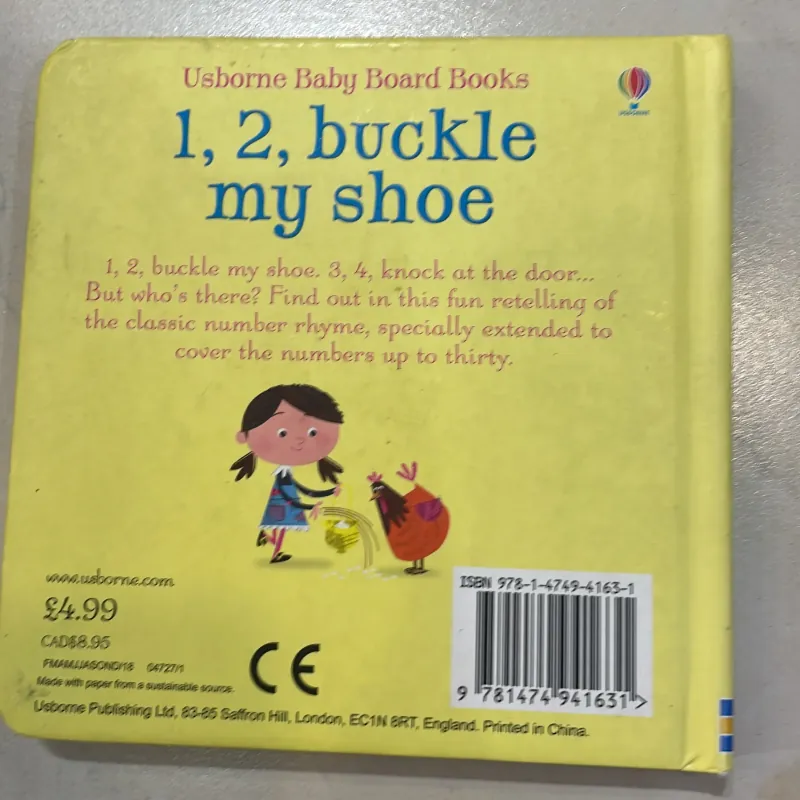 Usborne Baby Board Books
1, 2, buckle
my shoe
1, 2, buckle my shoe. 3, 4, knock at the door...
But who's there? Find out in this fun retelling of
the classic number rhyme, specially extended to
cover the numbers up to thirty.
www.usborne.com
£4.99
CAD$8.95
FMAMJJASOND/18 04727/1
Made with paper from a sustainable source.
CE
ISBN 978-1-4749-4163-1
9 781474 941631 >
Usborne Publishing Ltd, 83-85 Saffron Hill, London, EC1N 8RT, England. Printed in China.